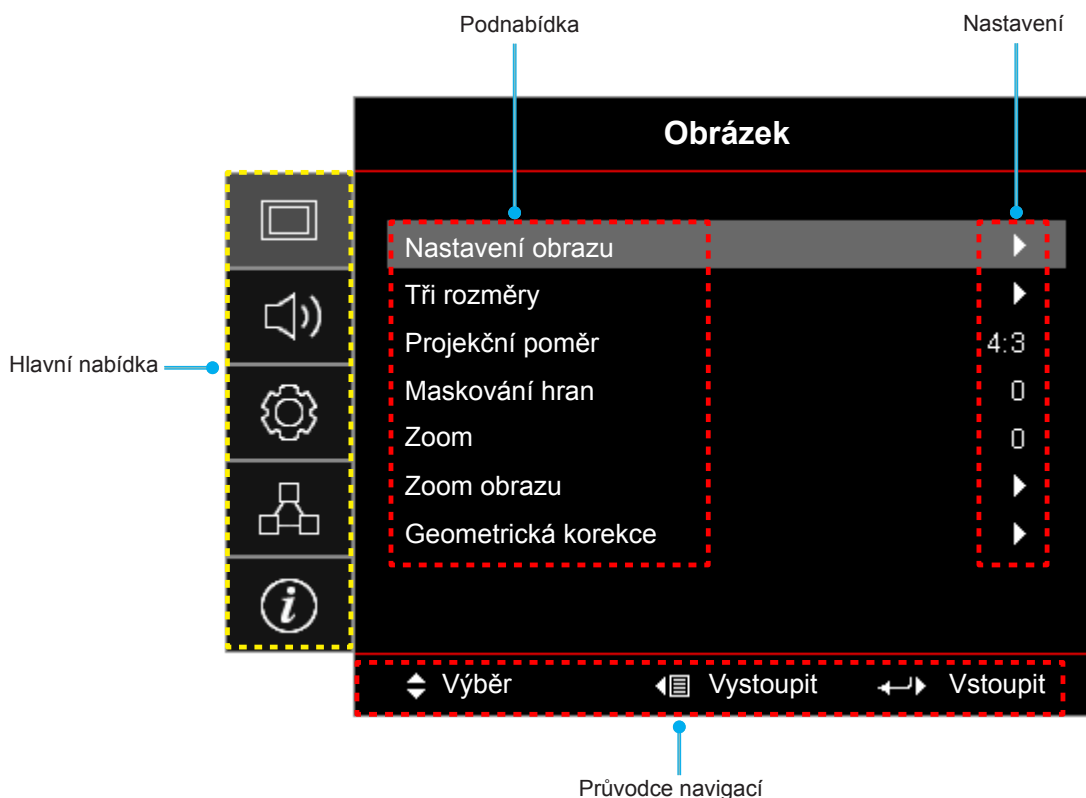 Podnabídka Nastavení
Obrázek
Nastavení obrazu
Tři rozměry
Projekční poměr 4:3
Hlavní nabídka
Maskování hran 0
Zoom 0
Zoom obrazu
Geometrická korekce
i
Výběr Vystoupit Vstoupit
Průvodce navigací